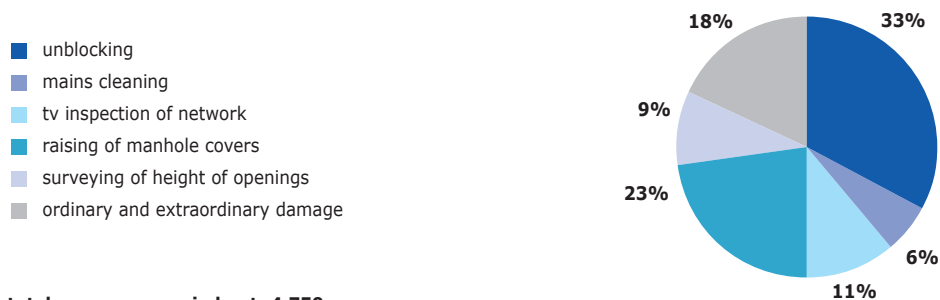 unblocking
mains cleaning
tv inspection of network
raising of manhole covers
surveying of height of openings
ordinary and extraordinary damage
18%
33%
9%
23%
6%
11%